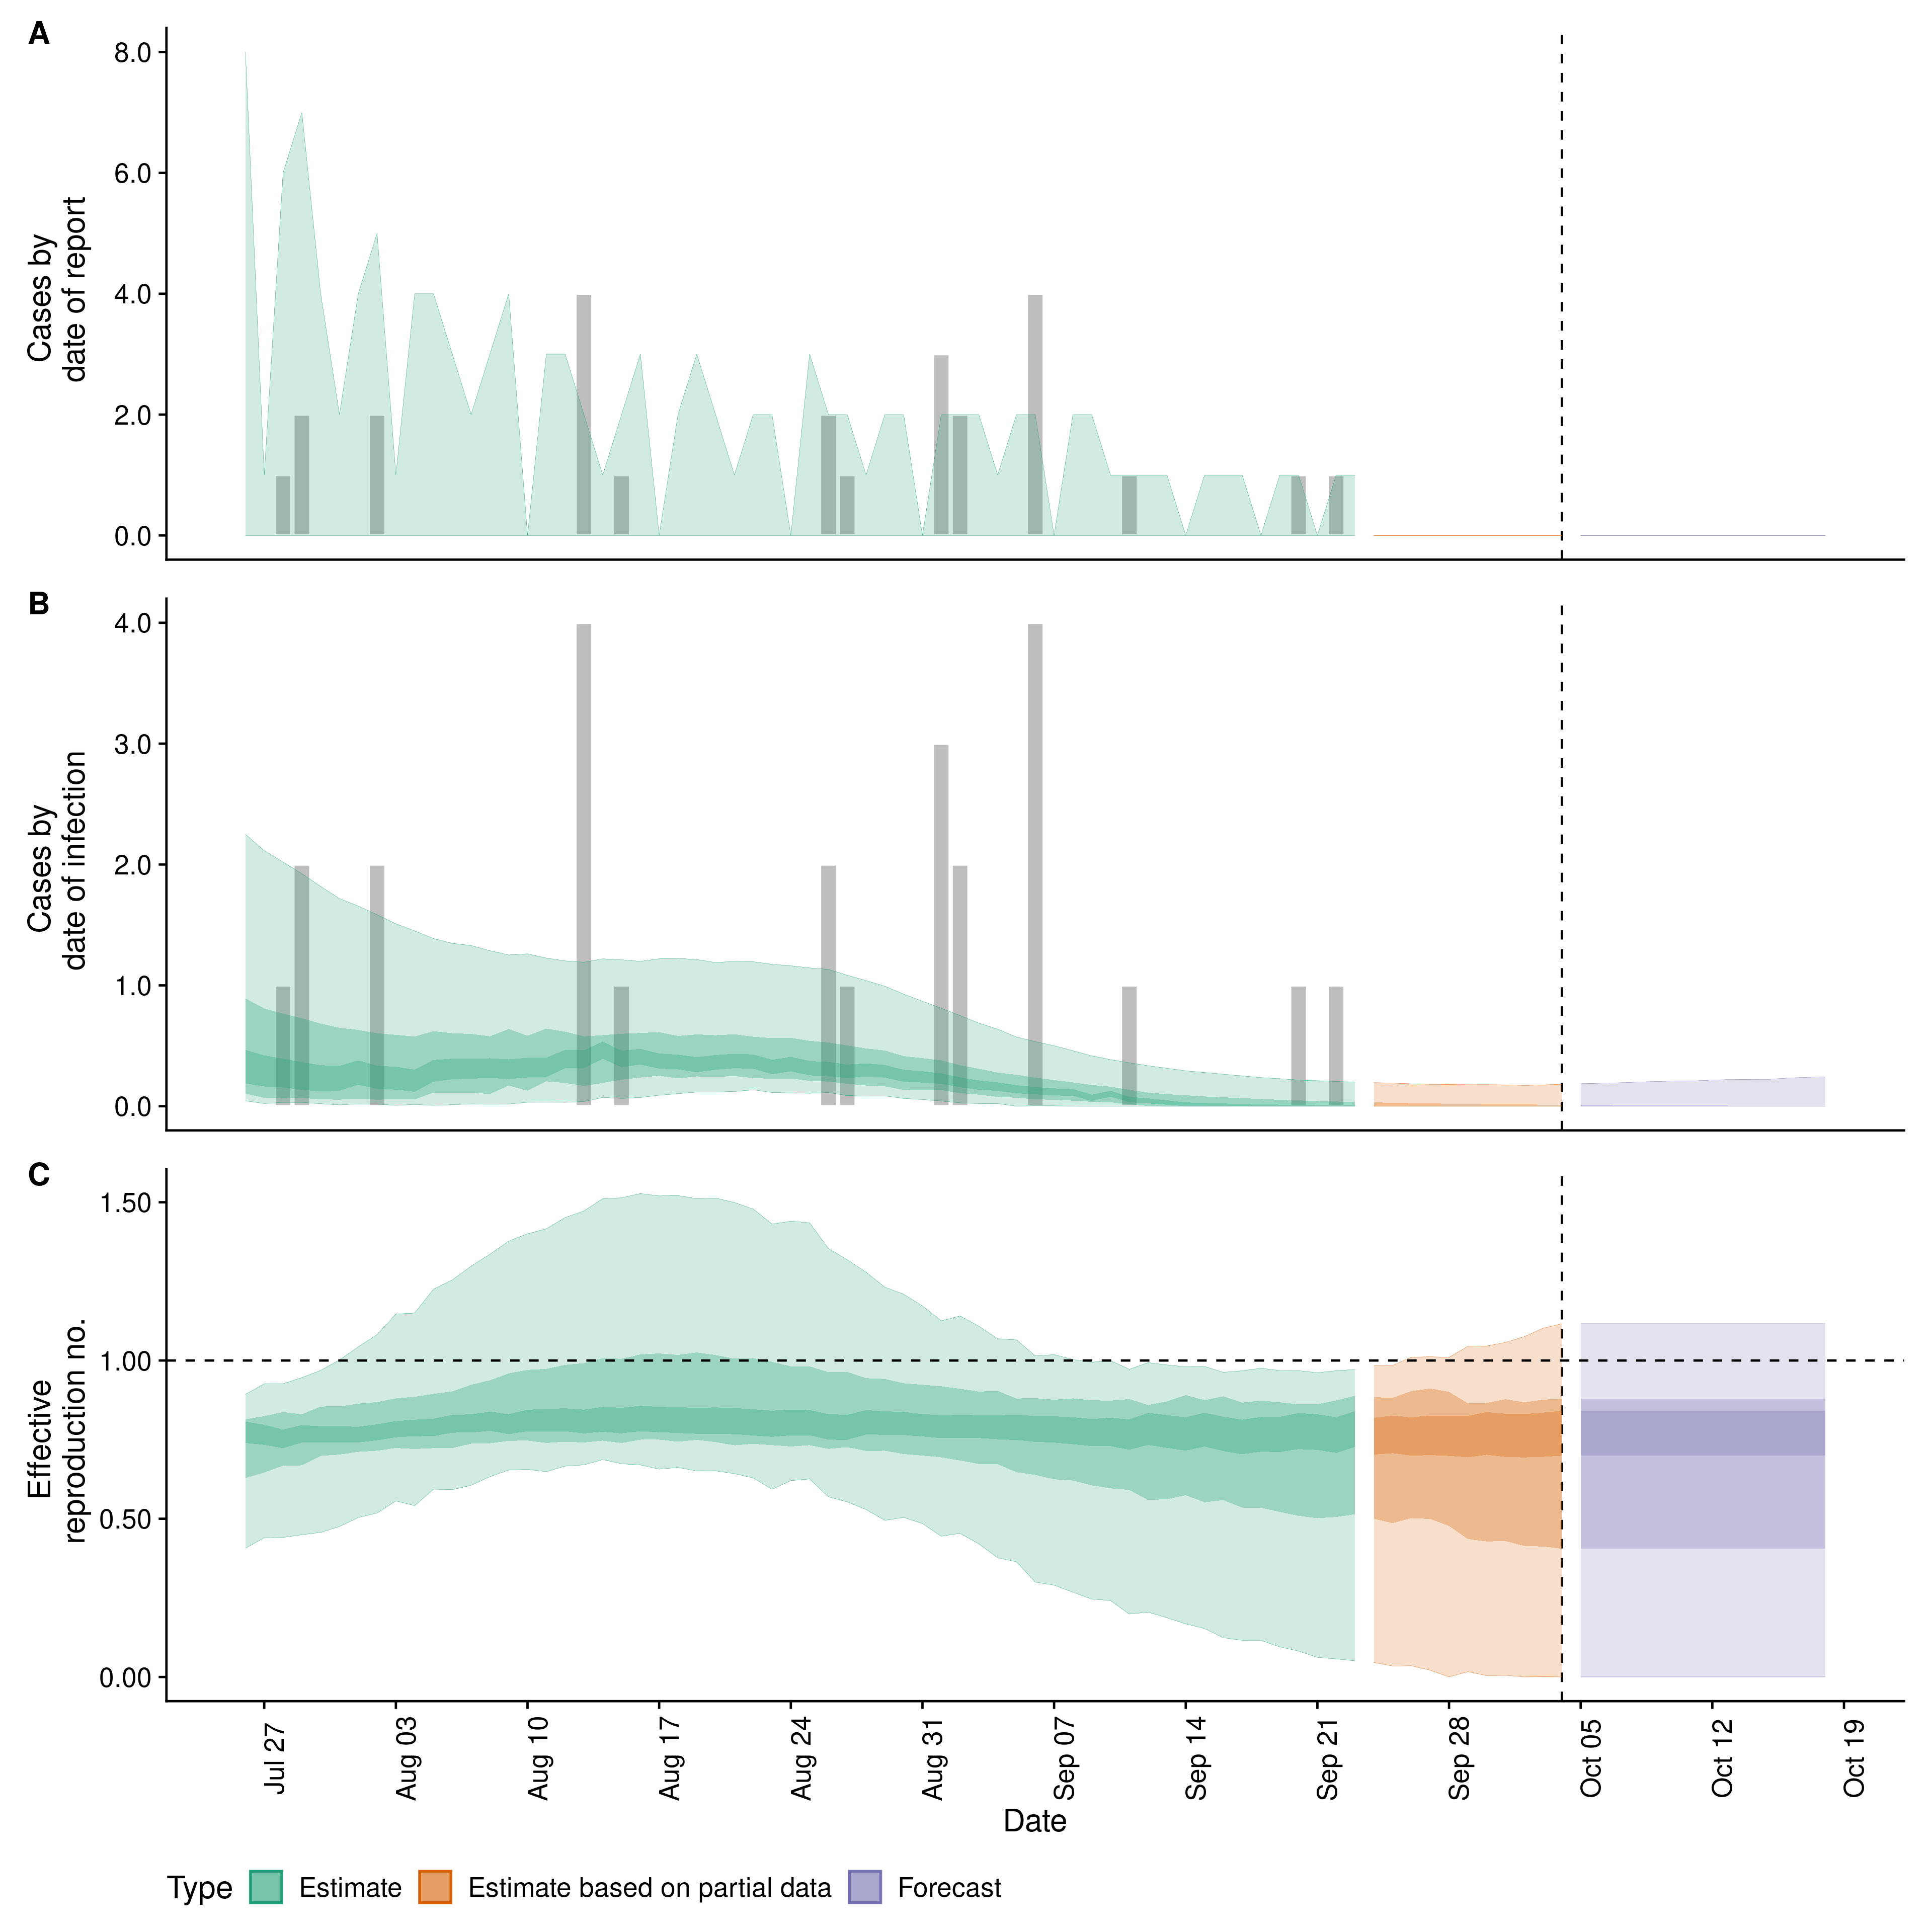 A
Cases by
date of report
8.0
6.0
4.0
2.0
0.0
B
Cases by
date of infection
4.0
3.0
2.0
1.0
0.0
C
Effective
reproduction no.
1.50
1.00
0.50
0.00
Jul 27
Aug 03
Aug 10
Aug 17
Aug 24
Aug 31
Sep 07
Sep 14
Sep 21
Sep 28
Oct 05
Oct 12
Oct 19
Date
Type Estimate Estimate based on partial data Forecast